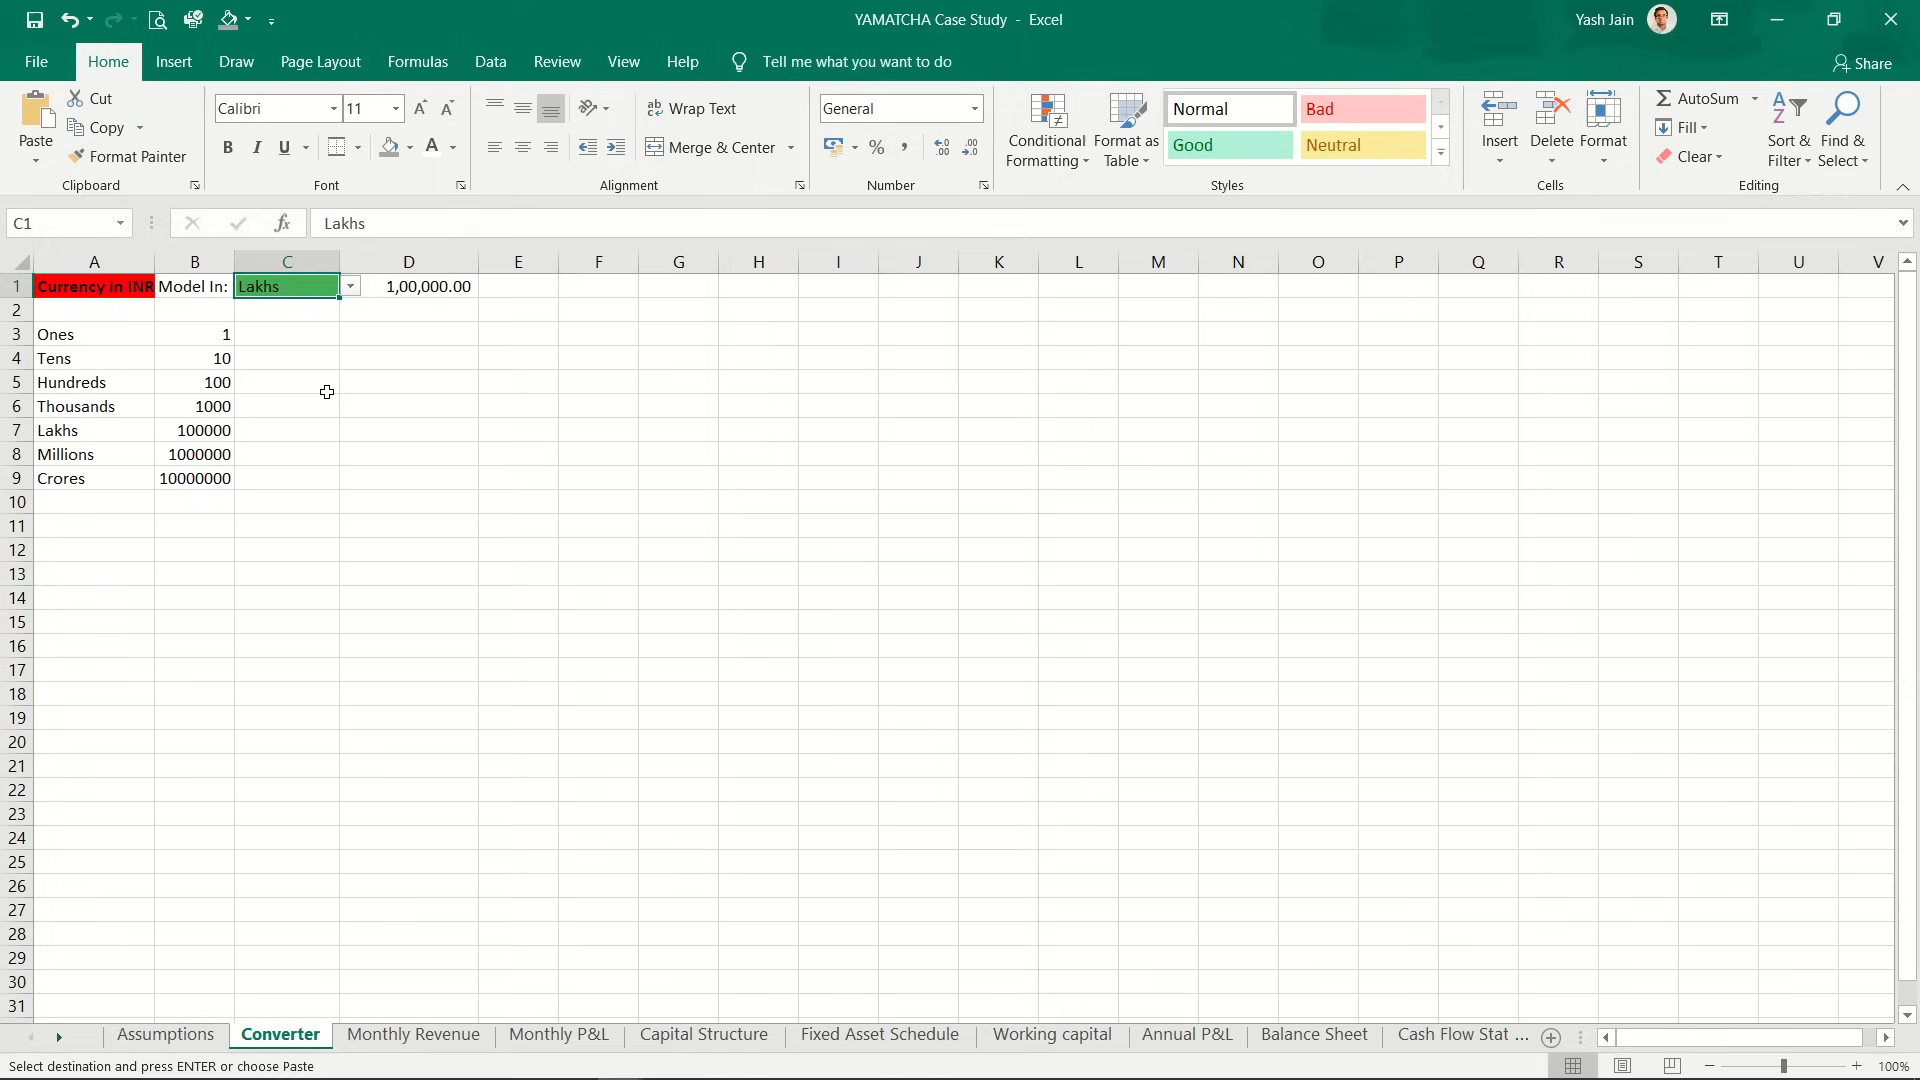 YAMATCHA Case Study - Excel
Yash Jain
File Home Insert Draw Page Layout Formulas Data Review View Help Tell me what you want to do Share
Paste
Cut
Copy
Format Painter
Clipboard
Calibri 11
B I U
Font
Wrap Text
Merge & Center
Alignment
General
Number
Conditional Formatting
Format as Table
Normal Bad
Good Neutral
Styles
Insert Delete Format
Cells
AutoSum
Fill
Clear
Sort & Filter
Find & Select
Editing
C1 fx Lakhs
A B C D E F G H I J K L M N O P Q R S T U V
1 Currency in INR Model In: Lakhs 1,00,000.00
2
3 Ones 1
4 Tens 10
5 Hundreds 100
6 Thousands 1000
7 Lakhs 100000
8 Millions 1000000
9 Crores 10000000
10
11
12
13
14
15
16
17
18
19
20
21
22
23
24
25
26
27
28
29
30
31
Assumptions Converter Monthly Revenue Monthly P&L Capital Structure Fixed Asset Schedule Working capital Annual P&L Balance Sheet Cash Flow Stat ...
Select destination and press ENTER or choose Paste
100%